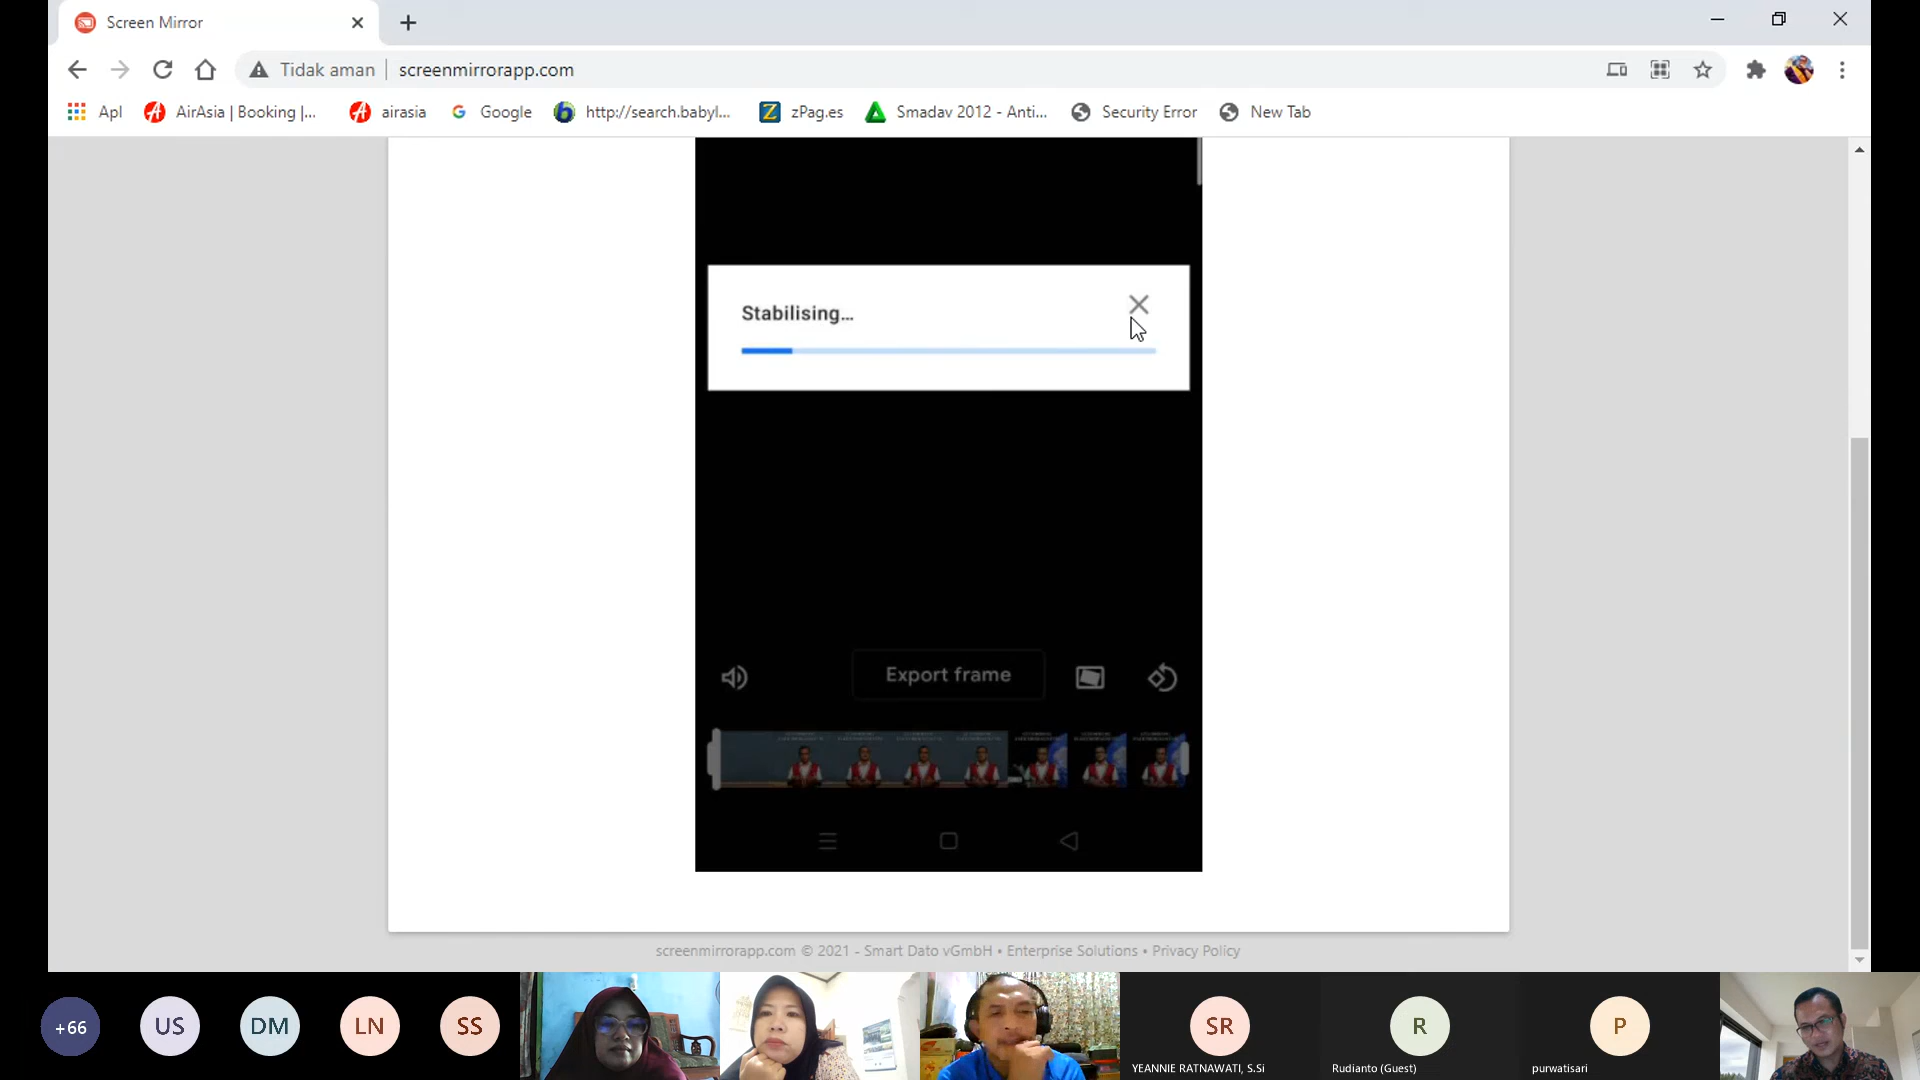 Screen Mirror
Tidak aman screenmirrorapp.com
Apl AirAsia | Booking |... airasia Google http://search.babyl... zPag.es Smadav 2012 - Anti... Security Error New Tab
Stabilising...
Export frame
screenmirrorapp.com © 2021 - Smart Dato vGmbH • Enterprise Solutions • Privacy Policy
+66 US DM LN SS SR R P
YEANNIE RATNAWATI, S.Si Rudianto (Guest) purwatisari